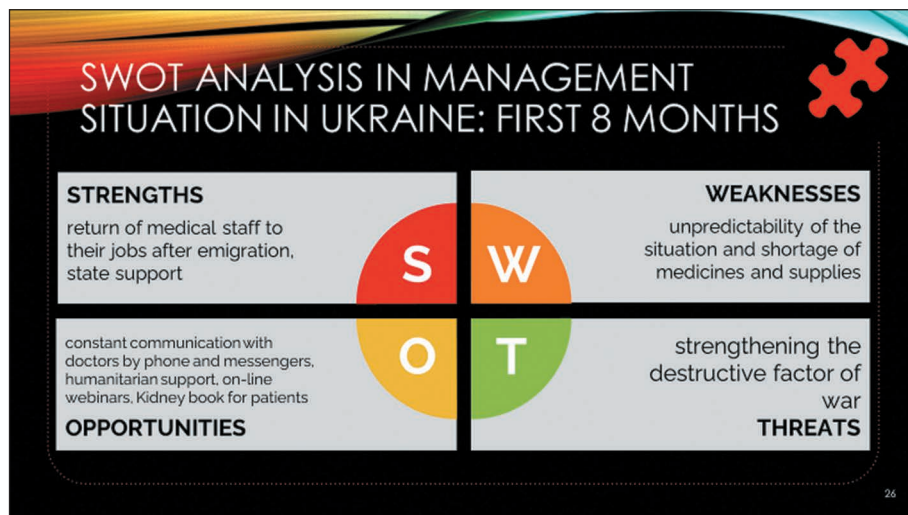 SWOT ANALYSIS IN MANAGEMENT
SITUATION IN UKRAINE: FIRST 8 MONTHS
STRENGTHS
return of medical staff to
their jobs after emigration,
state support
S
WEAKNESSES
unpredictability of the
situation and shortage of
medicines and supplies
W
constant communication with
doctors by phone and messengers,
humanitarian support, on-line
webinars, Kidney book for patients
OPPORTUNITIES
O
strengthening the
destructive factor of
war
THREATS
T
26